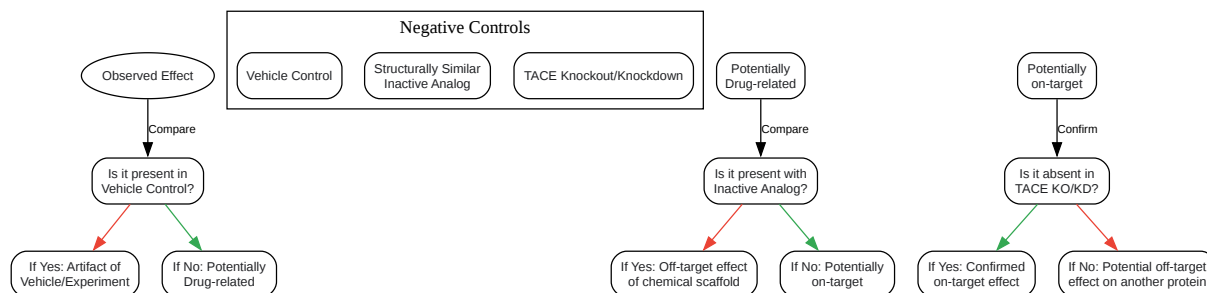 Negative Controls
Observed Effect
Vehicle Control
Structurally Similar
Inactive Analog
TACE Knockout/Knockdown
Potentially
Drug-related
Potentially
on-target
Compare
Compare
Confirm
Is it present in
Vehicle Control?
Is it present with
Inactive Analog?
Is it absent in
TACE KO/KD?
If Yes: Artifact of
Vehicle/Experiment
If No: Potentially
Drug-related
If Yes: Off-target effect
of chemical scaffold
If No: Potentially
on-target
If Yes: Confirmed
on-target effect
If No: Potential off-target
effect on another protein